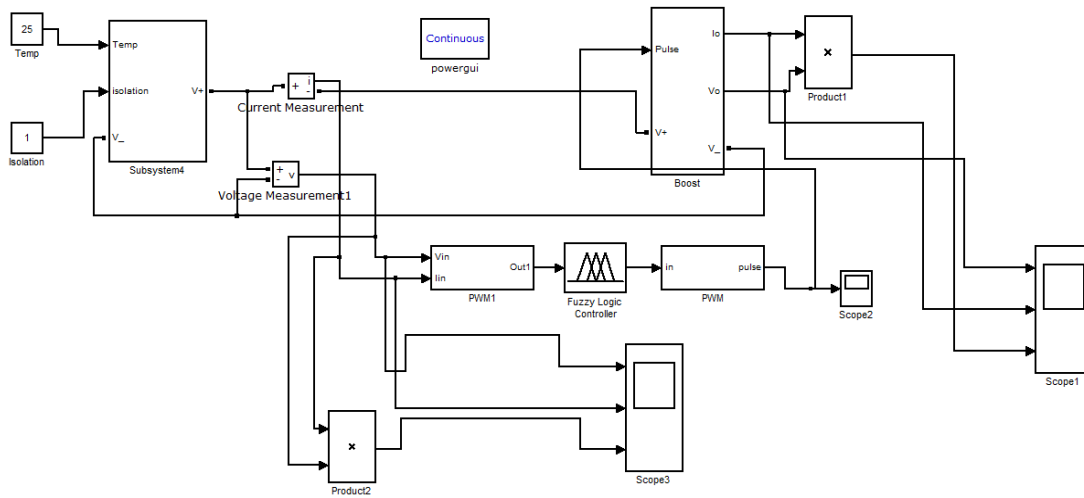 25
Temp
1
Isolation
Temp
isolation
V_
V+
Subsystem4
+
-
i
Current Measurement
+
-
v
Voltage Measurement1
Continuous
powergui
Pulse
V+
Io
Vo
V_
Boost
×
Product1
Vin
Iin
Out1
PWM1
Fuzzy Logic
Controller
in
pulse
PWM
Scope2
Scope1
×
Product2
Scope3